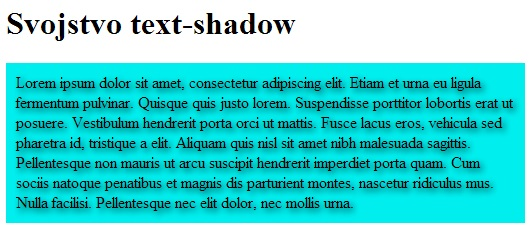 Svojstvo text-shadow
Lorem ipsum dolor sit amet, consectetur adipiscing elit. Etiam et urna eu ligula
fermentum pulvinar. Quisque quis justo lorem. Suspendisse porttitor lobortis erat ut
posuere. Vestibulum hendrerit porta orci ut mattis. Fusce lacus eros, vehicula sed
pharetra id, tristique a elit. Aliquam quis nisl sit amet nibh malesuada sagittis.
Pellentesque non mauris ut arcu suscipit hendrerit imperdiet porta quam. Cum
sociis natoque penatibus et magnis dis parturient montes, nascetur ridiculus mus.
Nulla facilisi. Pellentesque nec elit dolor, nec mollis urna.